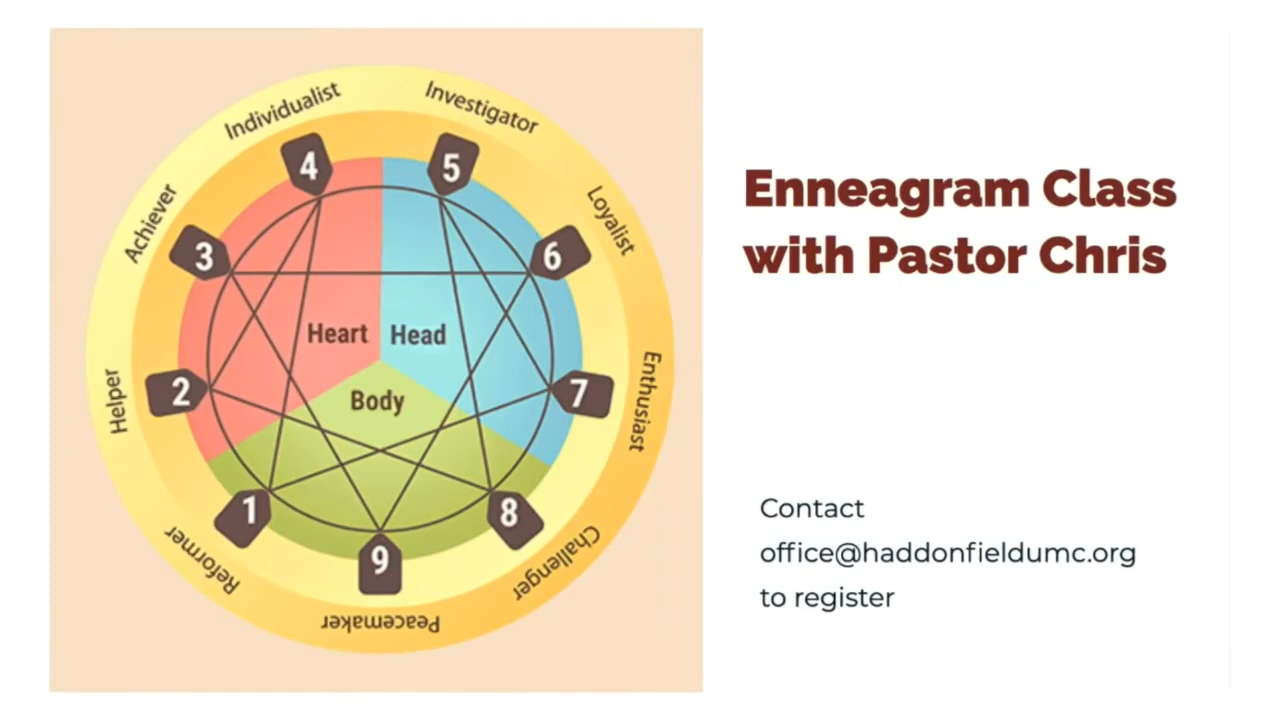 Individualist
Investigator
Achiever
Loyalist
Helper
Enthusiast
Reformer
Challenger
Peacemaker
4
5
3
6
2
7
1
8
9
Heart
Head
Body
Enneagram Class
with Pastor Chris
Contact
office@haddonfieldumc.org
to register